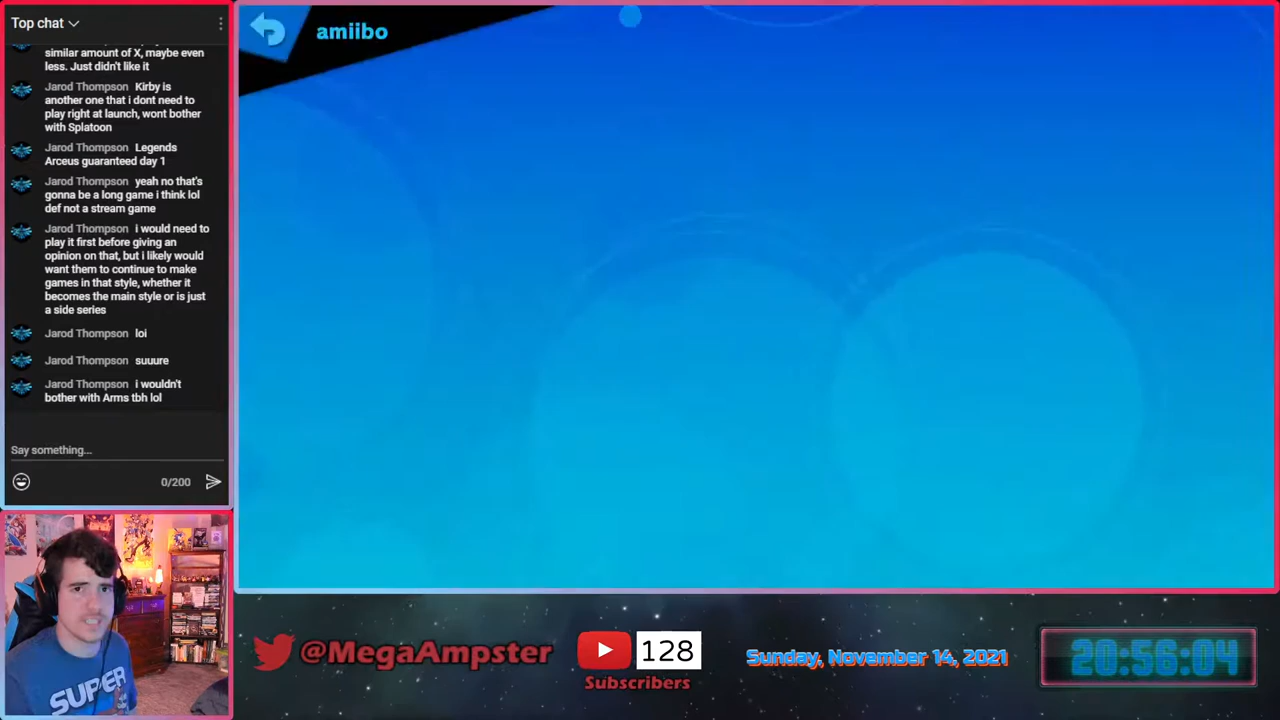 Top chat
similar amount of X, maybe even
less. Just didn't like it
Jarod Thompson Kirby is
another one that i dont need to
play right at launch, wont bother
with Splatoon
Jarod Thompson Legends
Arceus guaranteed day 1
Jarod Thompson yeah no that's
gonna be a long game i think lol
def not a stream game
Jarod Thompson i would need to
play it first before giving an
opinion on that, but i likely would
want them to continue to make
games in that style, whether it
becomes the main style or is just
a side series
Jarod Thompson lol
Jarod Thompson suuure
Jarod Thompson i wouldn't
bother with Arms tbh lol
Say something...
0/200
amiibo
SUPER
@MegaAmpster
128
Subscribers
Sunday, November 14, 2021
20:56:04